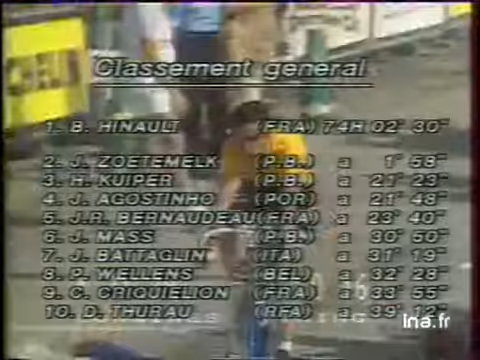 Classement general
1. B. HINAULT (FRA) 74H 02' 30"
2. J. ZOETEMELK (P.B.) a 1' 58"
3. H. KUIPER (P.B.) a 21' 23"
4. J. AGOSTINHO (POR) a 21' 48"
5. J.R. BERNAUDEAU (FRA) a 23' 40"
6. J. MASS (P.B.) a 30' 50"
7. J. BATTAGLIN (ITA) a 31' 19"
8. P. WELLENS (BEL) a 32' 28"
9. C. CRIQUIELION (FRA) a 33' 55"
10. D. THURAU (RFA) a 39' 12"
ina.fr